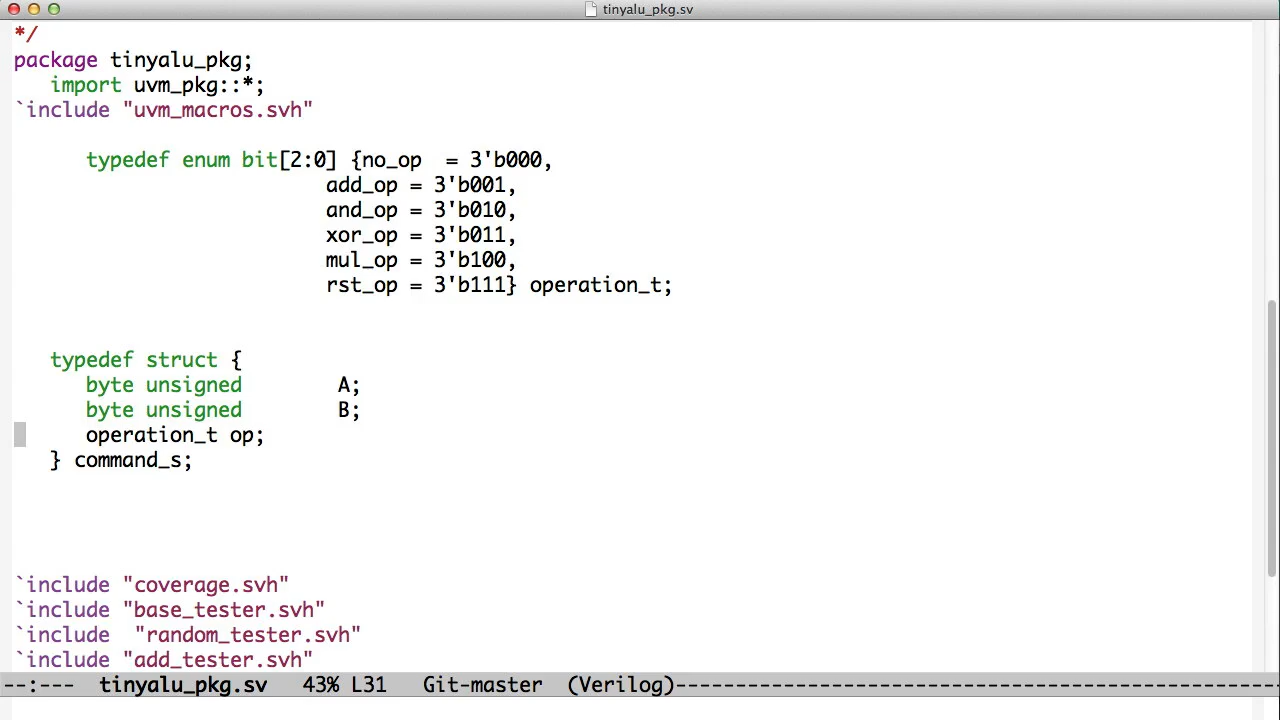 tinyalu_pkg.sv
*/
package tinyalu_pkg;
   import uvm_pkg::*;
`include "uvm_macros.svh"
      typedef enum bit[2:0] {no_op  = 3'b000,
                          add_op = 3'b001,
                          and_op = 3'b010,
                          xor_op = 3'b011,
                          mul_op = 3'b100,
                          rst_op = 3'b111} operation_t;
   typedef struct {
      byte unsigned        A;
      byte unsigned        B;
      operation_t op;
   } command_s;
`include "coverage.svh"
`include "base_tester.svh"
`include  "random_tester.svh"
`include "add_tester.svh"
--:---  tinyalu_pkg.sv   43% L31   Git-master  (Verilog)--------------------------------------------------